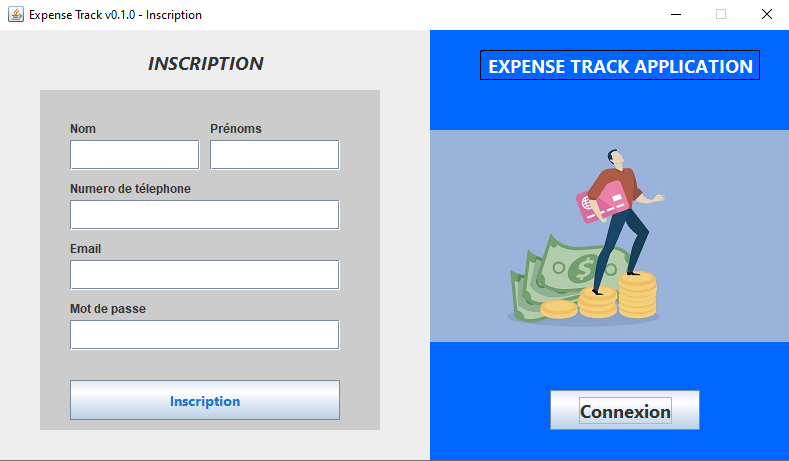 Expense Track v0.1.0 - Inscription
INSCRIPTION
Nom Prénoms
Numero de télephone
Email
Mot de passe
Inscription
EXPENSE TRACK APPLICATION
Connexion